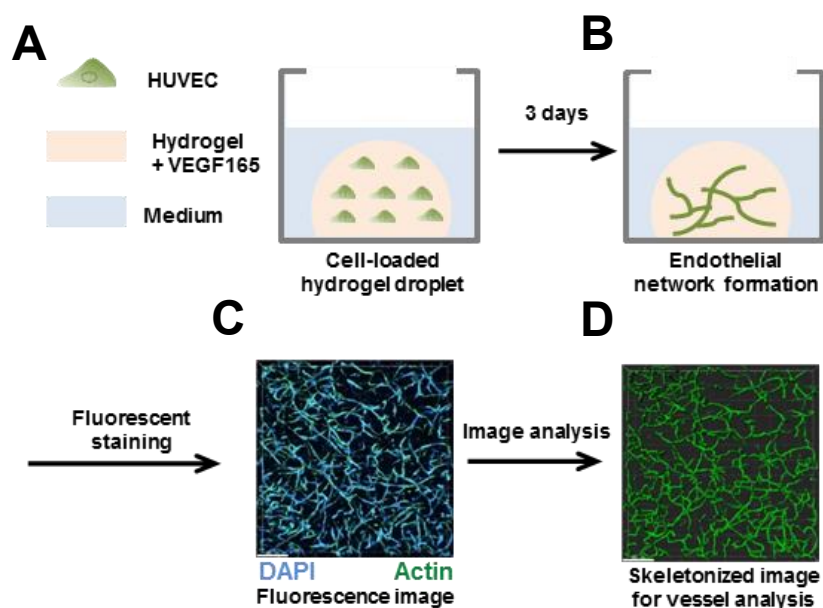 A
HUVEC
Hydrogel
+ VEGF165
Medium
Cell-loaded
hydrogel droplet
3 days
B
Endothelial
network formation
Fluorescent
staining
C
DAPI Actin
Fluorescence image
Image analysis
D
Skeletonized image
for vessel analysis